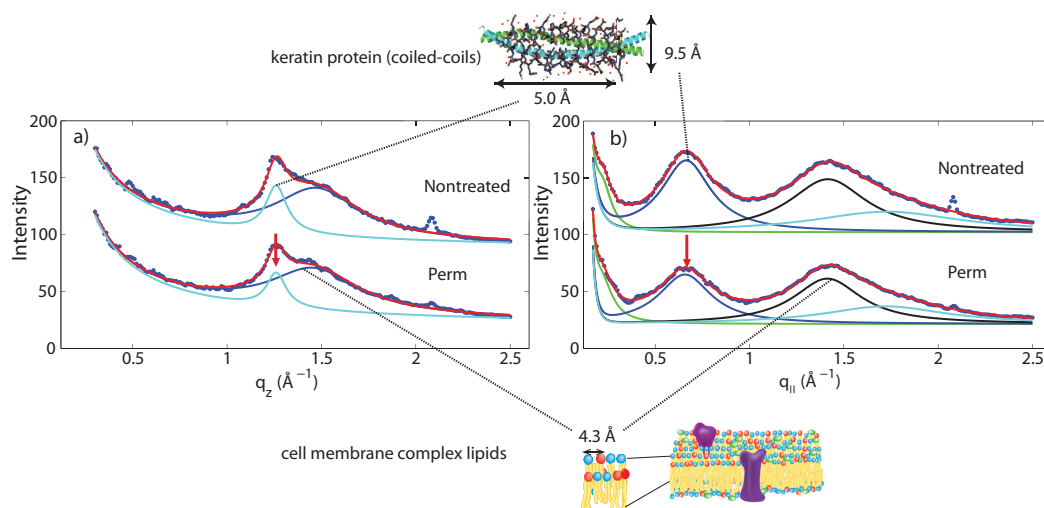 keratin protein (coiled-coils)
9.5 Å
5.0 Å
a)
Nontreated
Perm
Intensity
200
150
100
50
0.5
1
1.5
2
2.5
q_z (Å⁻¹)
b)
Nontreated
Perm
Intensity
200
150
100
50
0
0.5
1
1.5
2
2.5
q_II (Å⁻¹)
4.3 Å
cell membrane complex lipids